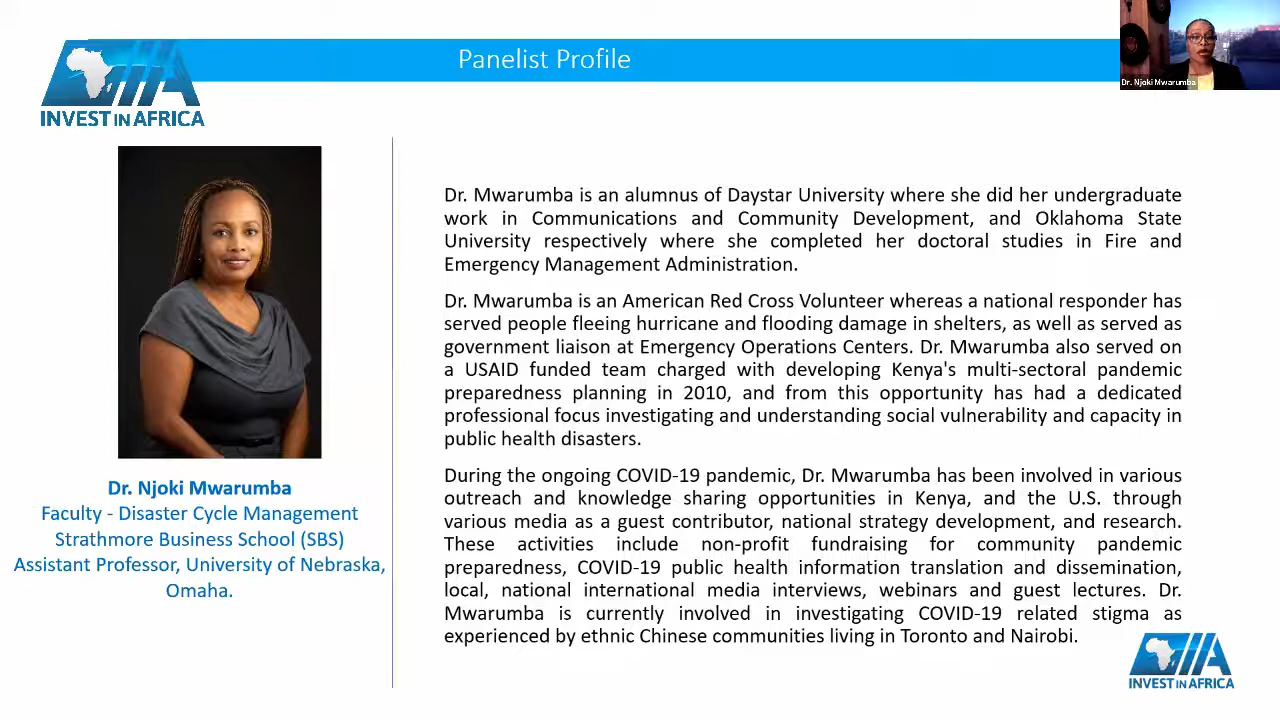 Panelist Profile
Dr. Njoki Mwarumba
INVEST IN AFRICA
Dr. Njoki Mwarumba
Faculty - Disaster Cycle Management
Strathmore Business School (SBS)
Assistant Professor, University of Nebraska,
Omaha.
Dr. Mwarumba is an alumnus of Daystar University where she did her undergraduate
work in Communications and Community Development, and Oklahoma State
University respectively where she completed her doctoral studies in Fire and
Emergency Management Administration.
Dr. Mwarumba is an American Red Cross Volunteer whereas a national responder has
served people fleeing hurricane and flooding damage in shelters, as well as served as
government liaison at Emergency Operations Centers. Dr. Mwarumba also served on
a USAID funded team charged with developing Kenya's multi-sectoral pandemic
preparedness planning in 2010, and from this opportunity has had a dedicated
professional focus investigating and understanding social vulnerability and capacity in
public health disasters.
During the ongoing COVID-19 pandemic, Dr. Mwarumba has been involved in various
outreach and knowledge sharing opportunities in Kenya, and the U.S. through
various media as a guest contributor, national strategy development, and research.
These activities include non-profit fundraising for community pandemic
preparedness, COVID-19 public health information translation and dissemination,
local, national international media interviews, webinars and guest lectures. Dr.
Mwarumba is currently involved in investigating COVID-19 related stigma as
experienced by ethnic Chinese communities living in Toronto and Nairobi.
INVEST IN AFRICA